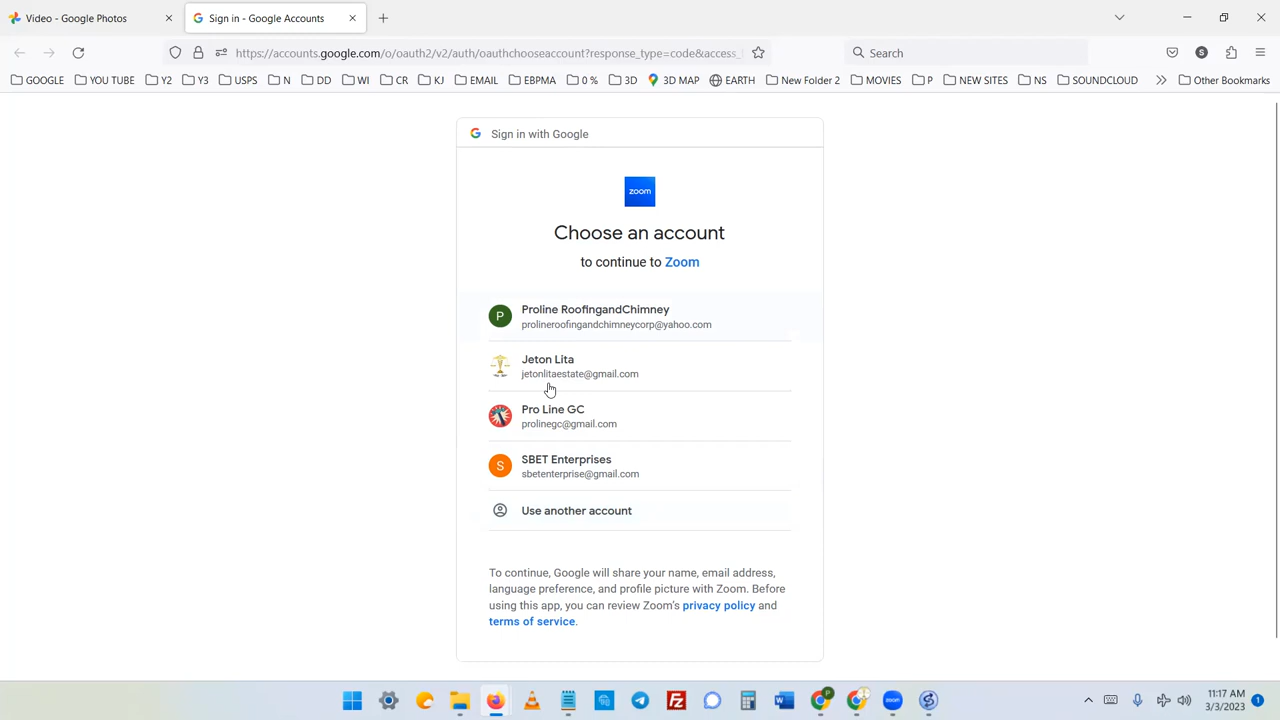 Video - Google Photos
Sign in - Google Accounts
https://accounts.google.com/o/oauth2/v2/auth/oauthchooseaccount?response_type=code&access_
Search
GOOGLE YOU TUBE Y2 Y3 USPS N DD WI CR KJ EMAIL EBPMA 0 % 3D 3D MAP EARTH New Folder 2 MOVIES P NEW SITES NS SOUNDCLOUD Other Bookmarks
Sign in with Google
zoom
Choose an account
to continue to Zoom
P
Proline RoofingandChimney
prolineroofingandchimneycorp@yahoo.com
Jeton Lita
jetonlitaestate@gmail.com
Pro Line GC
prolinegc@gmail.com
S
SBET Enterprises
sbetenterprise@gmail.com
Use another account
To continue, Google will share your name, email address,
language preference, and profile picture with Zoom. Before
using this app, you can review Zoom's privacy policy and
terms of service.
11:17 AM
3/3/2023